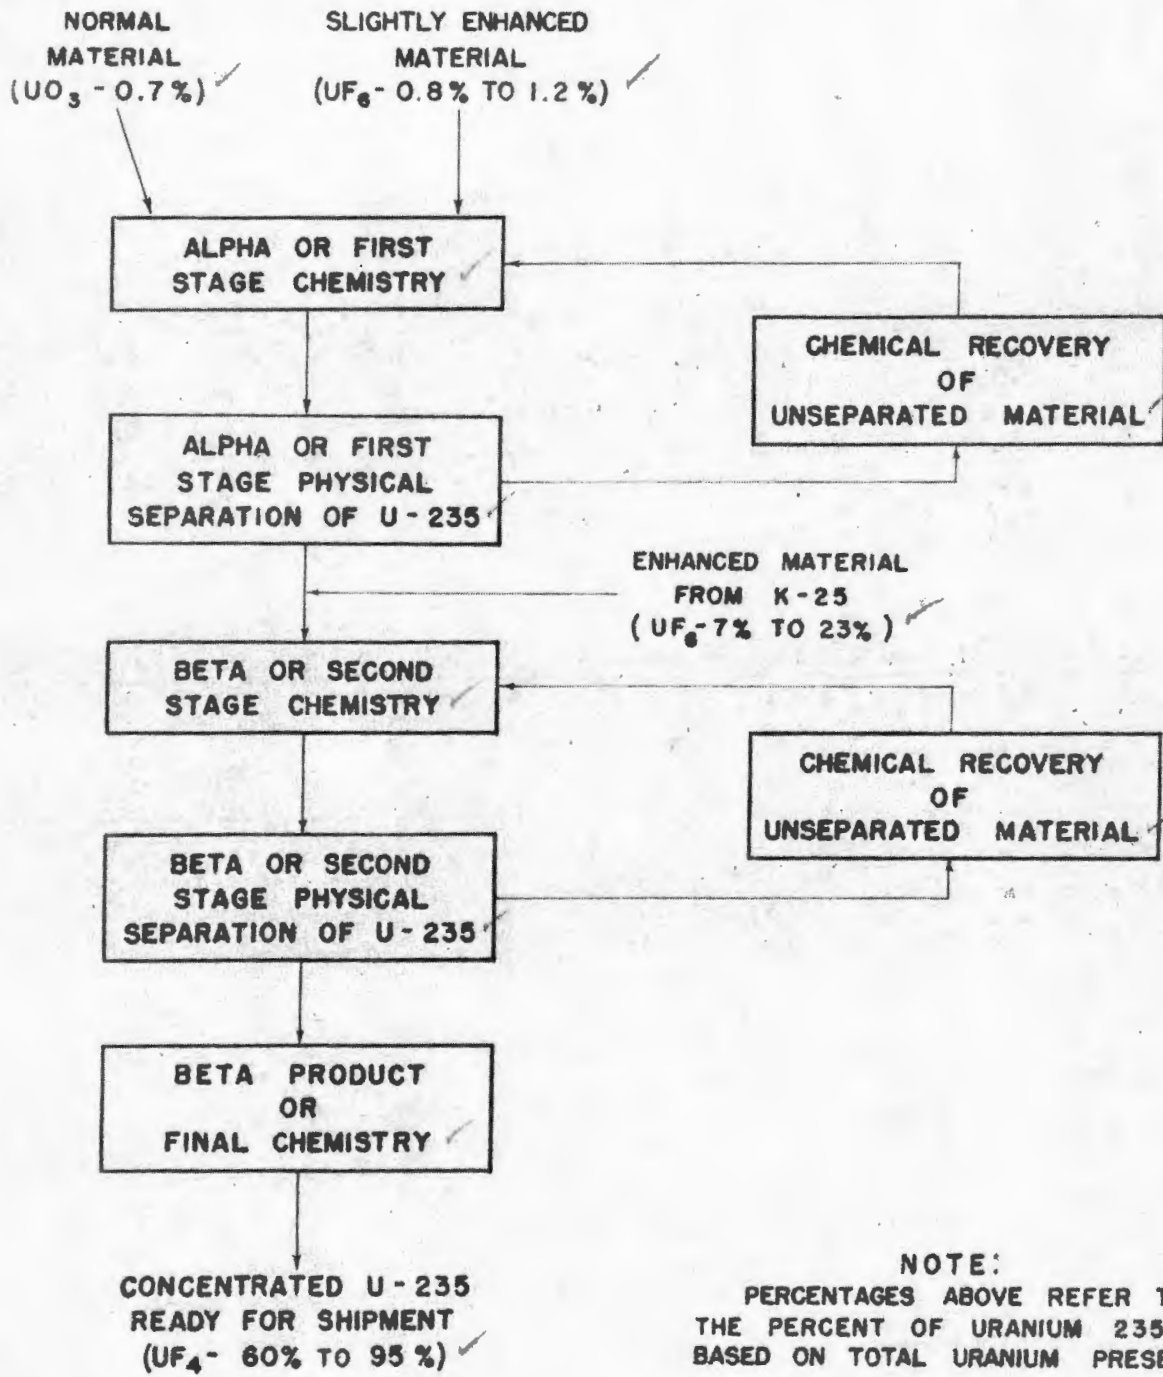 NORMAL
MATERIAL
(UO₃ - 0.7%)
SLIGHTLY ENHANCED
MATERIAL
(UF₆- 0.8% TO 1.2%)
ALPHA OR FIRST
STAGE CHEMISTRY
CHEMICAL RECOVERY
OF
UNSEPARATED MATERIAL
ALPHA OR FIRST
STAGE PHYSICAL
SEPARATION OF U-235
ENHANCED MATERIAL
FROM K-25
(UF₆-7% TO 23%)
BETA OR SECOND
STAGE CHEMISTRY
CHEMICAL RECOVERY
OF
UNSEPARATED MATERIAL
BETA OR SECOND
STAGE PHYSICAL
SEPARATION OF U-235
BETA PRODUCT
OR
FINAL CHEMISTRY
CONCENTRATED U-235
READY FOR SHIPMENT
(UF₄- 60% TO 95%)
NOTE:
PERCENTAGES ABOVE REFER
THE PERCENT OF URANIUM 235
BASED ON TOTAL URANIUM